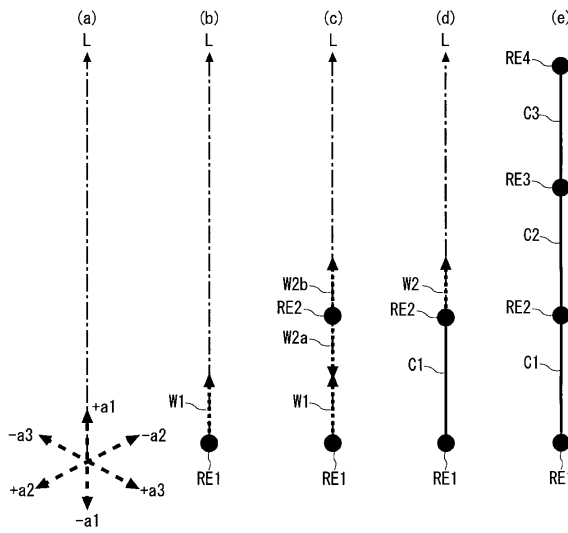 (a) (b) (c) (d) (e)
L L L L
RE4
C3
RE3
C2
W2b W2
RE2 RE2 RE2
W2a
C1 C1
W1 W1
+a1
-a3 -a2
+a2 +a3
-a1
RE1 RE1 RE1 RE1